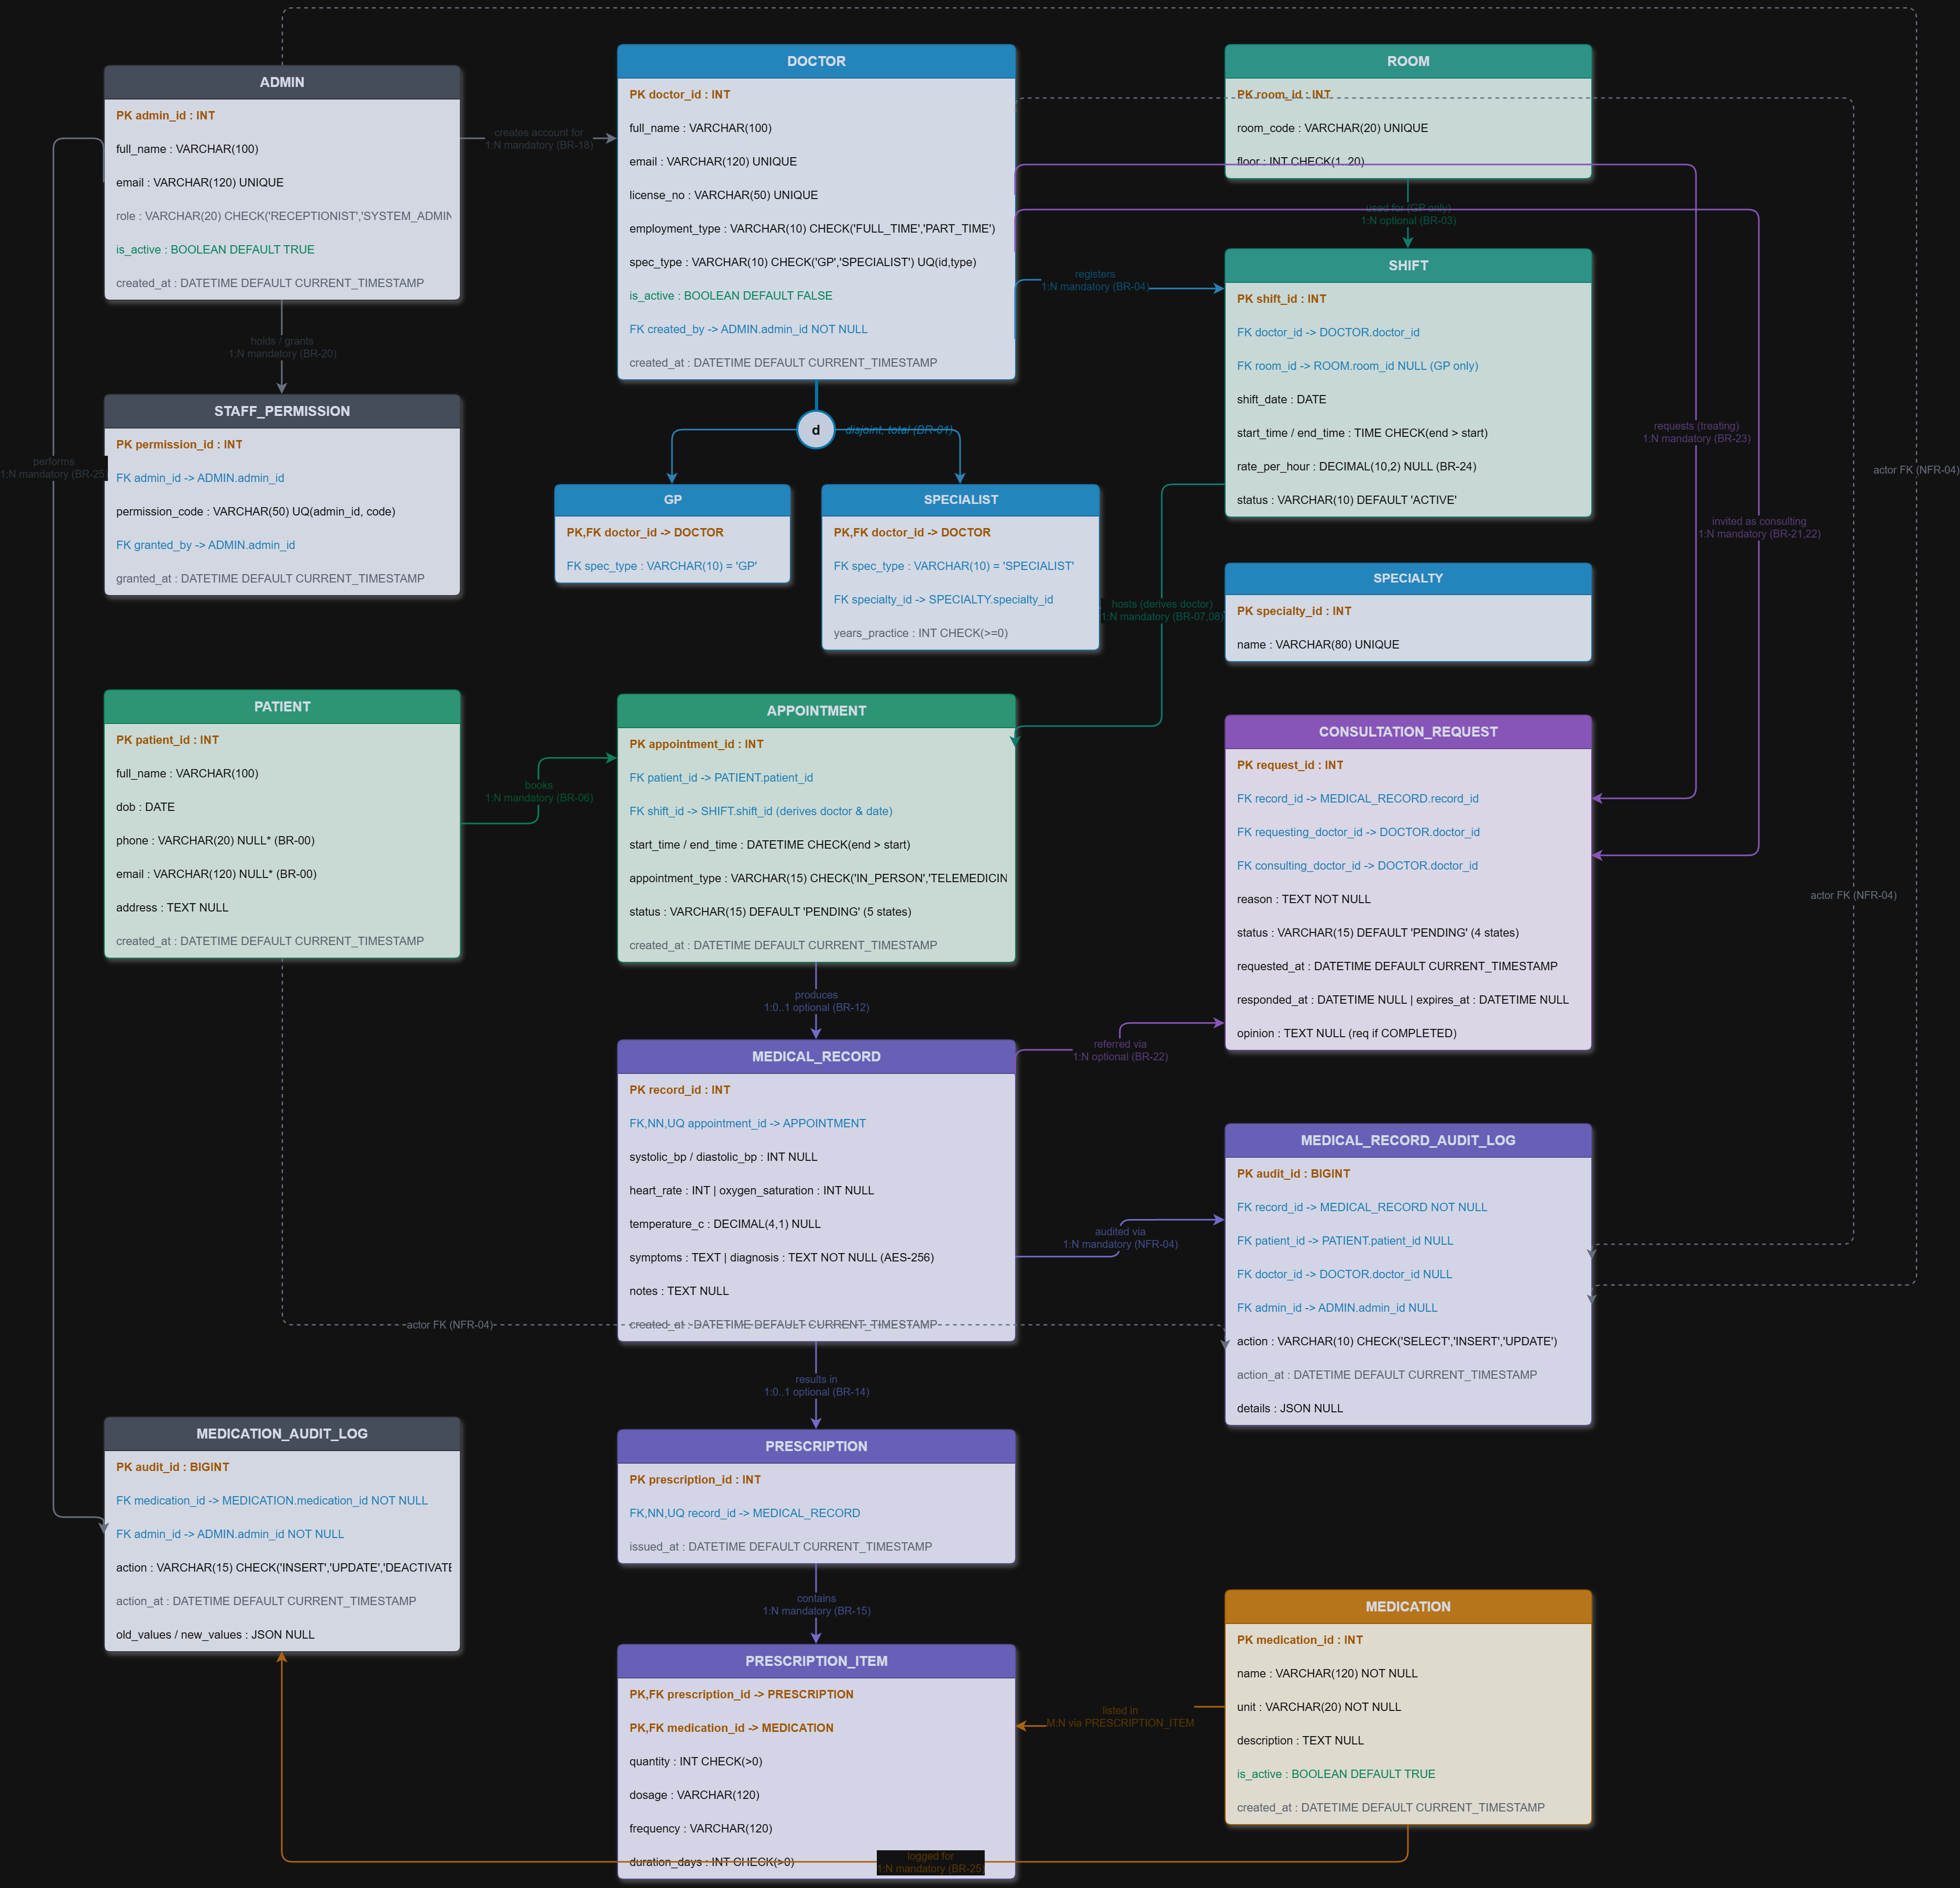 ADMIN
PK admin_id : INT
full_name : VARCHAR(100)
email : VARCHAR(120) UNIQUE
role : VARCHAR(20) CHECK('RECEPTIONIST','SYSTEM_ADMIN
is_active : BOOLEAN DEFAULT TRUE
created_at : DATETIME DEFAULT CURRENT_TIMESTAMP
creates account for
1:N mandatory (BR-18)
DOCTOR
PK doctor_id : INT
full_name : VARCHAR(100)
email : VARCHAR(120) UNIQUE
license_no : VARCHAR(50) UNIQUE
employment_type : VARCHAR(10) CHECK('FULL_TIME','PART_TIME')
spec_type : VARCHAR(10) CHECK('GP','SPECIALIST') UQ(id,type)
is_active : BOOLEAN DEFAULT FALSE
FK created_by -> ADMIN.admin_id NOT NULL
created_at : DATETIME DEFAULT CURRENT_TIMESTAMP
ROOM
PK room_id : INT
room_code : VARCHAR(20) UNIQUE
floor : INT CHECK(1..20)
used for (GP only)
1:N optional (BR-03)
registers
1:N mandatory (BR-04)
SHIFT
PK shift_id : INT
FK doctor_id -> DOCTOR.doctor_id
FK room_id -> ROOM.room_id NULL (GP only)
shift_date : DATE
start_time / end_time : TIME CHECK(end > start)
rate_per_hour : DECIMAL(10,2) NULL (BR-24)
status : VARCHAR(10) DEFAULT 'ACTIVE'
holds / grants
1:N mandatory (BR-20)
STAFF_PERMISSION
PK permission_id : INT
FK admin_id -> ADMIN.admin_id
permission_code : VARCHAR(50) UQ(admin_id, code)
FK granted_by -> ADMIN.admin_id
granted_at : DATETIME DEFAULT CURRENT_TIMESTAMP
performs
1:N mandatory (BR-25)
d
disjoint, total (BR-01)
GP
PK,FK doctor_id -> DOCTOR
FK spec_type : VARCHAR(10) = 'GP'
SPECIALIST
PK,FK doctor_id -> DOCTOR
FK spec_type : VARCHAR(10) = 'SPECIALIST'
FK specialty_id -> SPECIALTY.specialty_id
years_practice : INT CHECK(>=0)
hosts (derives doctor)
1:N mandatory (BR-07,08)
SPECIALTY
PK specialty_id : INT
name : VARCHAR(80) UNIQUE
requests (treating)
1:N mandatory (BR-23)
invited as consulting
1:N mandatory (BR-21,22)
actor FK (NFR-04)
PATIENT
PK patient_id : INT
full_name : VARCHAR(100)
dob : DATE
phone : VARCHAR(20) NULL* (BR-00)
email : VARCHAR(120) NULL* (BR-00)
address : TEXT NULL
created_at : DATETIME DEFAULT CURRENT_TIMESTAMP
books
1:N mandatory (BR-06)
APPOINTMENT
PK appointment_id : INT
FK patient_id -> PATIENT.patient_id
FK shift_id -> SHIFT.shift_id (derives doctor & date)
start_time / end_time : DATETIME CHECK(end > start)
appointment_type : VARCHAR(15) CHECK('IN_PERSON','TELEMEDICIN
status : VARCHAR(15) DEFAULT 'PENDING' (5 states)
created_at : DATETIME DEFAULT CURRENT_TIMESTAMP
CONSULTATION_REQUEST
PK request_id : INT
FK record_id -> MEDICAL_RECORD.record_id
FK requesting_doctor_id -> DOCTOR.doctor_id
FK consulting_doctor_id -> DOCTOR.doctor_id
reason : TEXT NOT NULL
status : VARCHAR(15) DEFAULT 'PENDING' (4 states)
requested_at : DATETIME DEFAULT CURRENT_TIMESTAMP
responded_at : DATETIME NULL | expires_at : DATETIME NULL
opinion : TEXT NULL (req if COMPLETED)
actor FK (NFR-04)
produces
1:0..1 optional (BR-12)
MEDICAL_RECORD
PK record_id : INT
FK,NN,UQ appointment_id -> APPOINTMENT
systolic_bp / diastolic_bp : INT NULL
heart_rate : INT | oxygen_saturation : INT NULL
temperature_c : DECIMAL(4,1) NULL
symptoms : TEXT | diagnosis : TEXT NOT NULL (AES-256)
notes : TEXT NULL
created_at : DATETIME DEFAULT CURRENT_TIMESTAMP
referred via
1:N optional (BR-22)
audited via
1:N mandatory (NFR-04)
MEDICAL_RECORD_AUDIT_LOG
PK audit_id : BIGINT
FK record_id -> MEDICAL_RECORD NOT NULL
FK patient_id -> PATIENT.patient_id NULL
FK doctor_id -> DOCTOR.doctor_id NULL
FK admin_id -> ADMIN.admin_id NULL
action : VARCHAR(10) CHECK('SELECT','INSERT','UPDATE')
action_at : DATETIME DEFAULT CURRENT_TIMESTAMP
details : JSON NULL
actor FK (NFR-04)
results in
1:0..1 optional (BR-14)
MEDICATION_AUDIT_LOG
PK audit_id : BIGINT
FK medication_id -> MEDICATION.medication_id NOT NULL
FK admin_id -> ADMIN.admin_id NOT NULL
action : VARCHAR(15) CHECK('INSERT','UPDATE','DEACTIVATE
action_at : DATETIME DEFAULT CURRENT_TIMESTAMP
old_values / new_values : JSON NULL
PRESCRIPTION
PK prescription_id : INT
FK,NN,UQ record_id -> MEDICAL_RECORD
issued_at : DATETIME DEFAULT CURRENT_TIMESTAMP
contains
1:N mandatory (BR-15)
PRESCRIPTION_ITEM
PK,FK prescription_id -> PRESCRIPTION
PK,FK medication_id -> MEDICATION
quantity : INT CHECK(>0)
dosage : VARCHAR(120)
frequency : VARCHAR(120)
duration_days : INT CHECK(>0)
listed in
M:N via PRESCRIPTION_ITEM
MEDICATION
PK medication_id : INT
name : VARCHAR(120) NOT NULL
unit : VARCHAR(20) NOT NULL
description : TEXT NULL
is_active : BOOLEAN DEFAULT TRUE
created_at : DATETIME DEFAULT CURRENT_TIMESTAMP
logged for
1:N mandatory (BR-25)